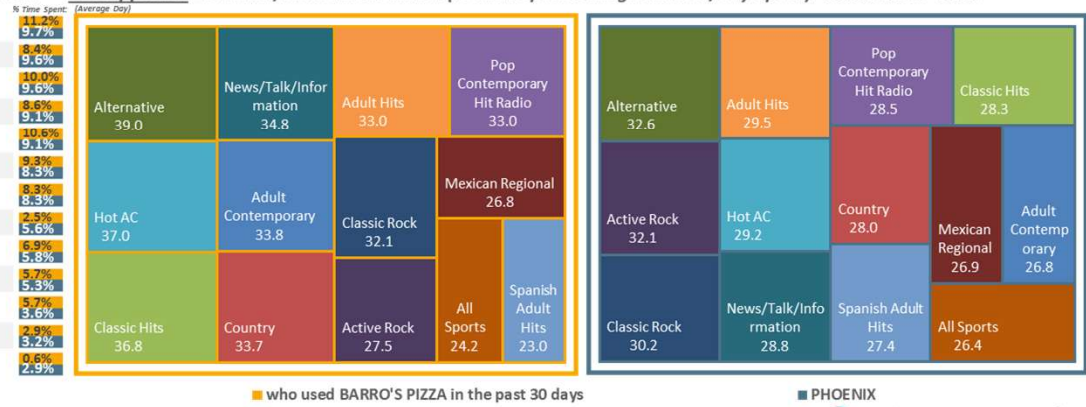 % Time Spent: (Average Day)
11.2%
9.7%
8.4%
9.6%
10.0%
9.6%
8.6%
9.1%
10.6%
9.1%
9.3%
8.3%
8.3%
8.3%
2.5%
5.6%
6.9%
5.8%
5.7%
5.3%
5.7%
3.6%
2.9%
3.2%
0.6%
2.9%
Alternative
39.0
News/Talk/Infor
mation
34.8
Adult Hits
33.0
Pop
Contemporary
Hit Radio
33.0
Hot AC
37.0
Adult
Contemporary
33.8
Classic Rock
32.1
Mexican Regional
26.8
Classic Hits
36.8
Country
33.7
Active Rock
27.5
All
Sports
24.2
Spanish
Adult
Hits
23.0
Alternative
32.6
Adult Hits
29.5
Pop
Contemporary
Hit Radio
28.5
Classic Hits
28.3
Active Rock
32.1
Hot AC
29.2
Country
28.0
Mexican
Regional
26.9
Adult
Contemp
orary
26.8
Classic Rock
30.2
News/Talk/Info
rmation
28.8
Spanish Adult
Hits
27.4
All Sports
26.4
who used BARRO'S PIZZA in the past 30 days
PHOENIX